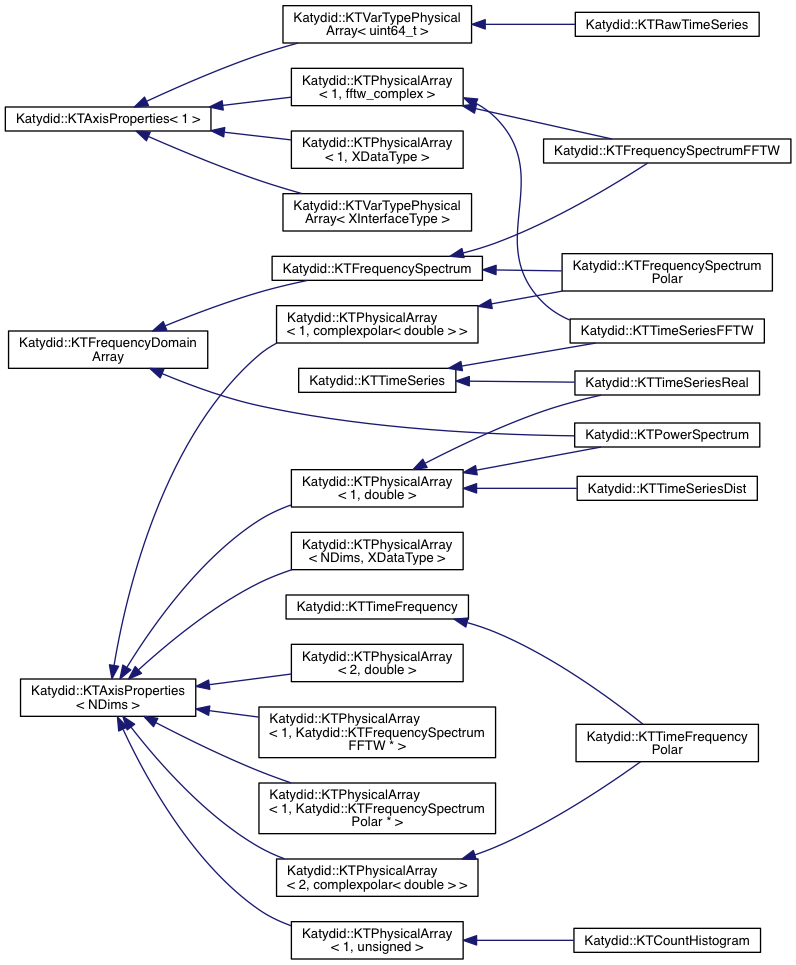 Katydid::KTVarTypePhysical
Array< uint64_t >
Katydid::KTRawTimeSeries
Katydid::KTPhysicalArray
< 1, fftw_complex >
Katydid::KTAxisProperties< 1 >
Katydid::KTPhysicalArray
< 1, XDataType >
Katydid::KTFrequencySpectrumFFTW
Katydid::KTVarTypePhysical
Array< XInterfaceType >
Katydid::KTFrequencySpectrum
Katydid::KTFrequencySpectrum
Polar
Katydid::KTPhysicalArray
< 1, complexpolar< double > >
Katydid::KTTimeSeriesFFTW
Katydid::KTFrequencyDomain
Array
Katydid::KTTimeSeries
Katydid::KTTimeSeriesReal
Katydid::KTPowerSpectrum
Katydid::KTPhysicalArray
< 1, double >
Katydid::KTTimeSeriesDist
Katydid::KTPhysicalArray
< NDims, XDataType >
Katydid::KTTimeFrequency
Katydid::KTPhysicalArray
< 2, double >
Katydid::KTAxisProperties
< NDims >
Katydid::KTPhysicalArray
< 1, Katydid::KTFrequencySpectrum
FFTW * >
Katydid::KTTimeFrequency
Polar
Katydid::KTPhysicalArray
< 1, Katydid::KTFrequencySpectrum
Polar * >
Katydid::KTPhysicalArray
< 2, complexpolar< double > >
Katydid::KTPhysicalArray
< 1, unsigned >
Katydid::KTCountHistogram